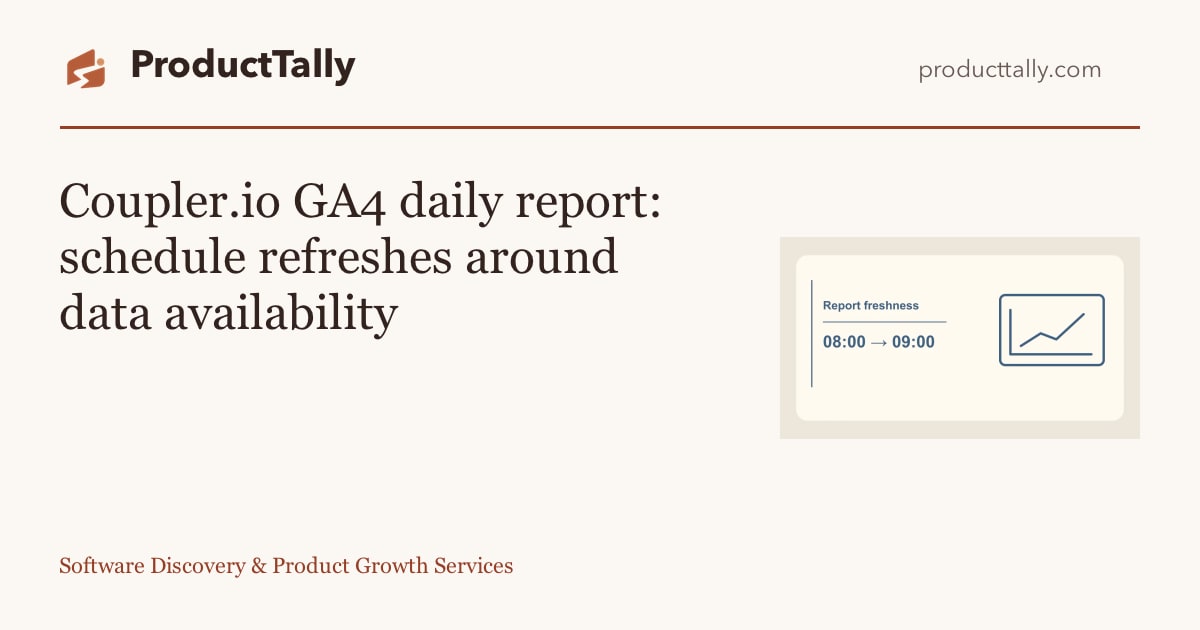 ProductTally
producttally.com
Coupler.io GA4 daily report:
schedule refreshes around
data availability
Report freshness
08:00 → 09:00
Software Discovery & Product Growth Services